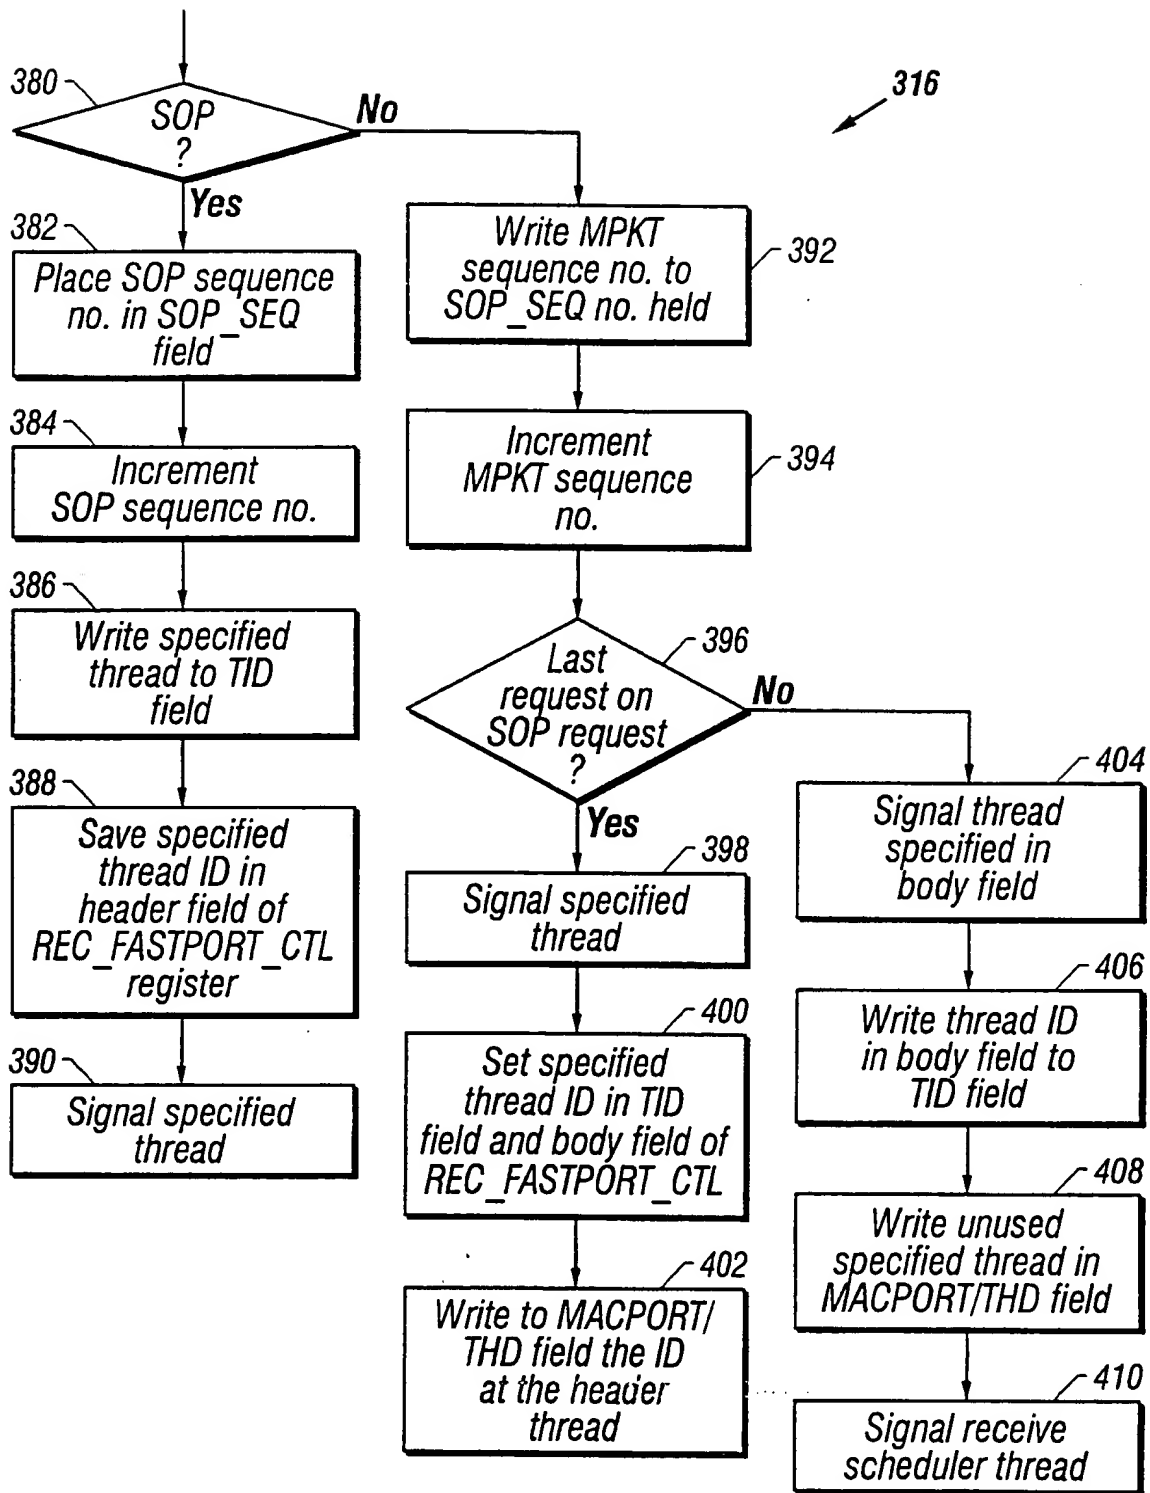 316
380
SOP
?
No
Yes
382
Place SOP sequence
no. in SOP_SEQ
field
384
Increment
SOP sequence no.
386
Write specified
thread to TID
field
388
Save specified
thread ID in
header field of
REC_FASTPORT_CTL
register
390
Signal specified
thread
392
Write MPKT
sequence no. to
SOP_SEQ no. held
394
Increment
MPKT sequence
no.
396
Last
request on
SOP request
?
No
Yes
398
Signal specified
thread
400
Set specified
thread ID in TID
field and body field of
REC_FASTPORT_CTL
402
Write to MACPORT/
THD field the ID
at the header
thread
404
Signal thread
specified in
body field
406
Write thread ID
in body field to
TID field
408
Write unused
specified thread in
MACPORT/THD field
410
Signal receive
scheduler thread